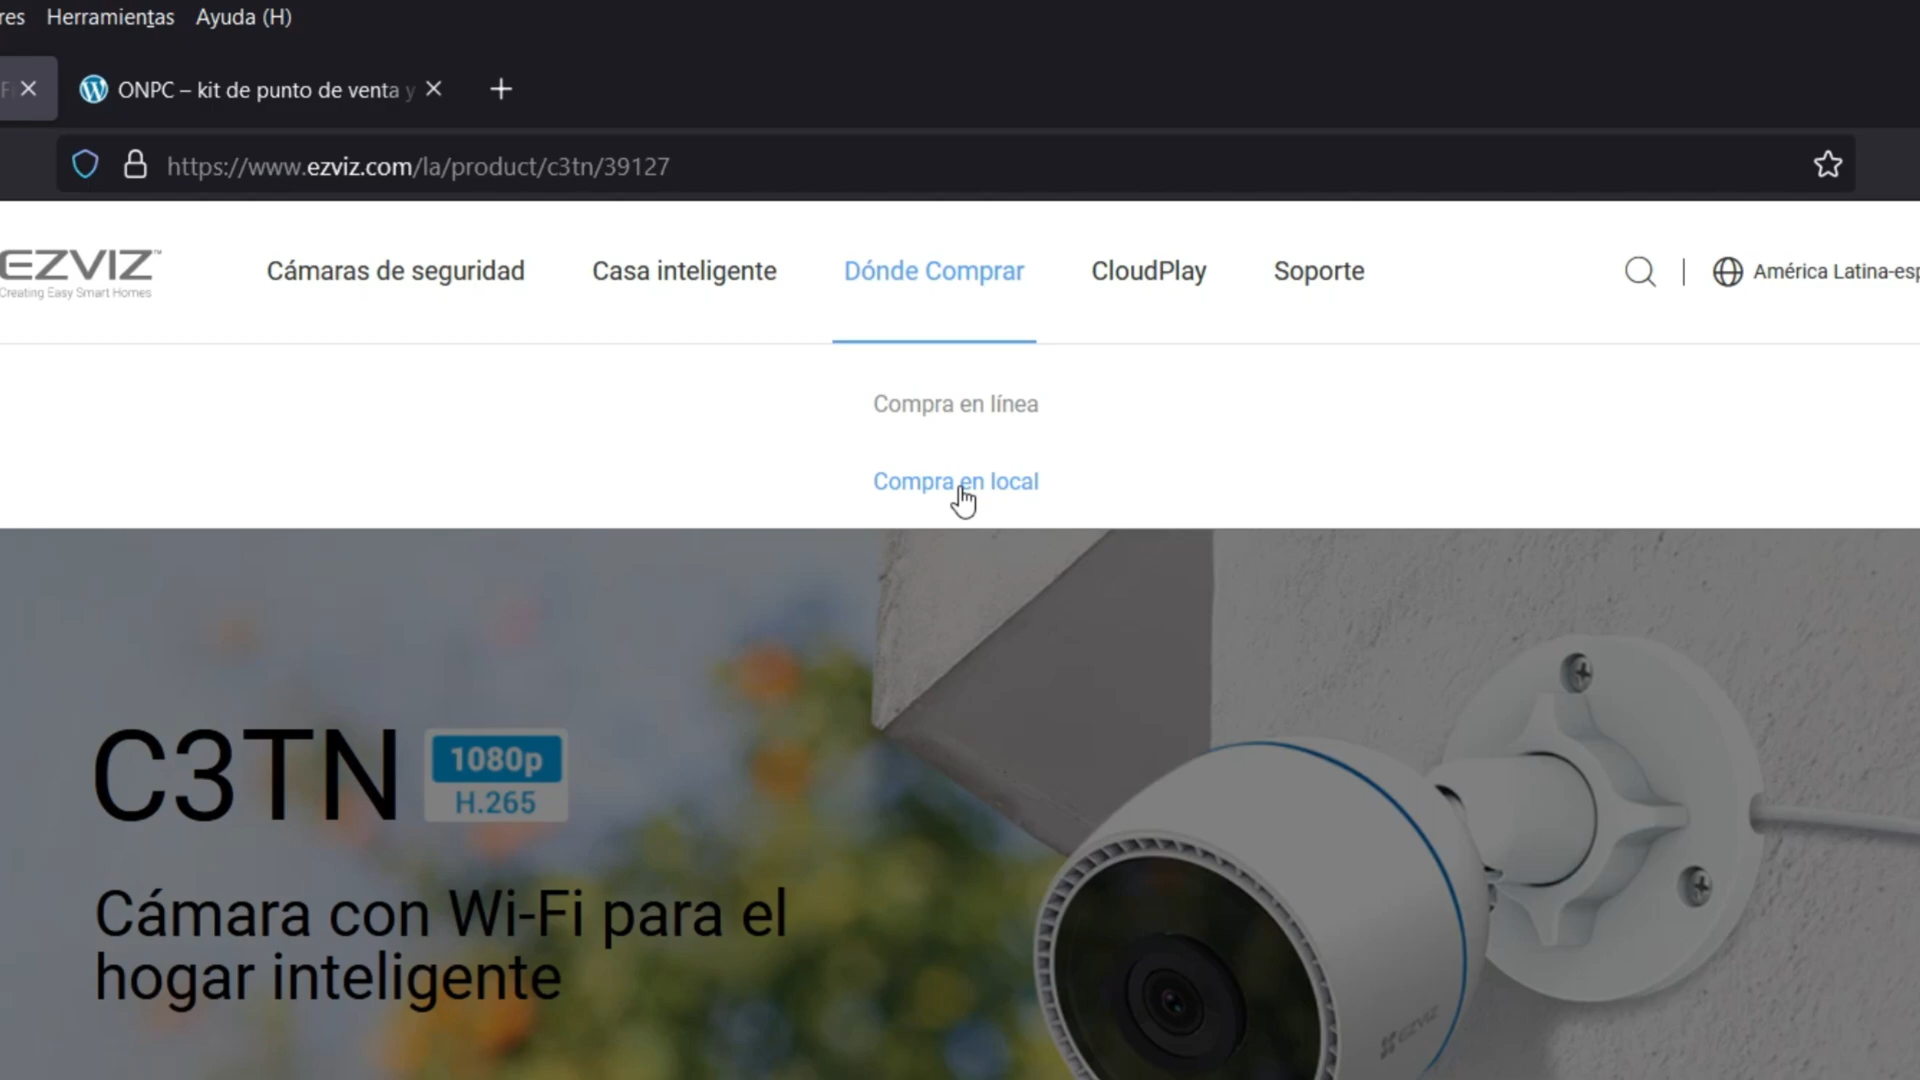 res Herramientas Ayuda (H)
ONPC – kit de punto de venta y
https://www.ezviz.com/la/product/c3tn/39127
EZVIZ™
Creating Easy Smart Homes
Cámaras de seguridad Casa inteligente Dónde Comprar CloudPlay Soporte América Latina-esp
Compra en línea
Compra en local
C3TN 1080p
H.265
Cámara con Wi-Fi para el
hogar inteligente
EZVIZ